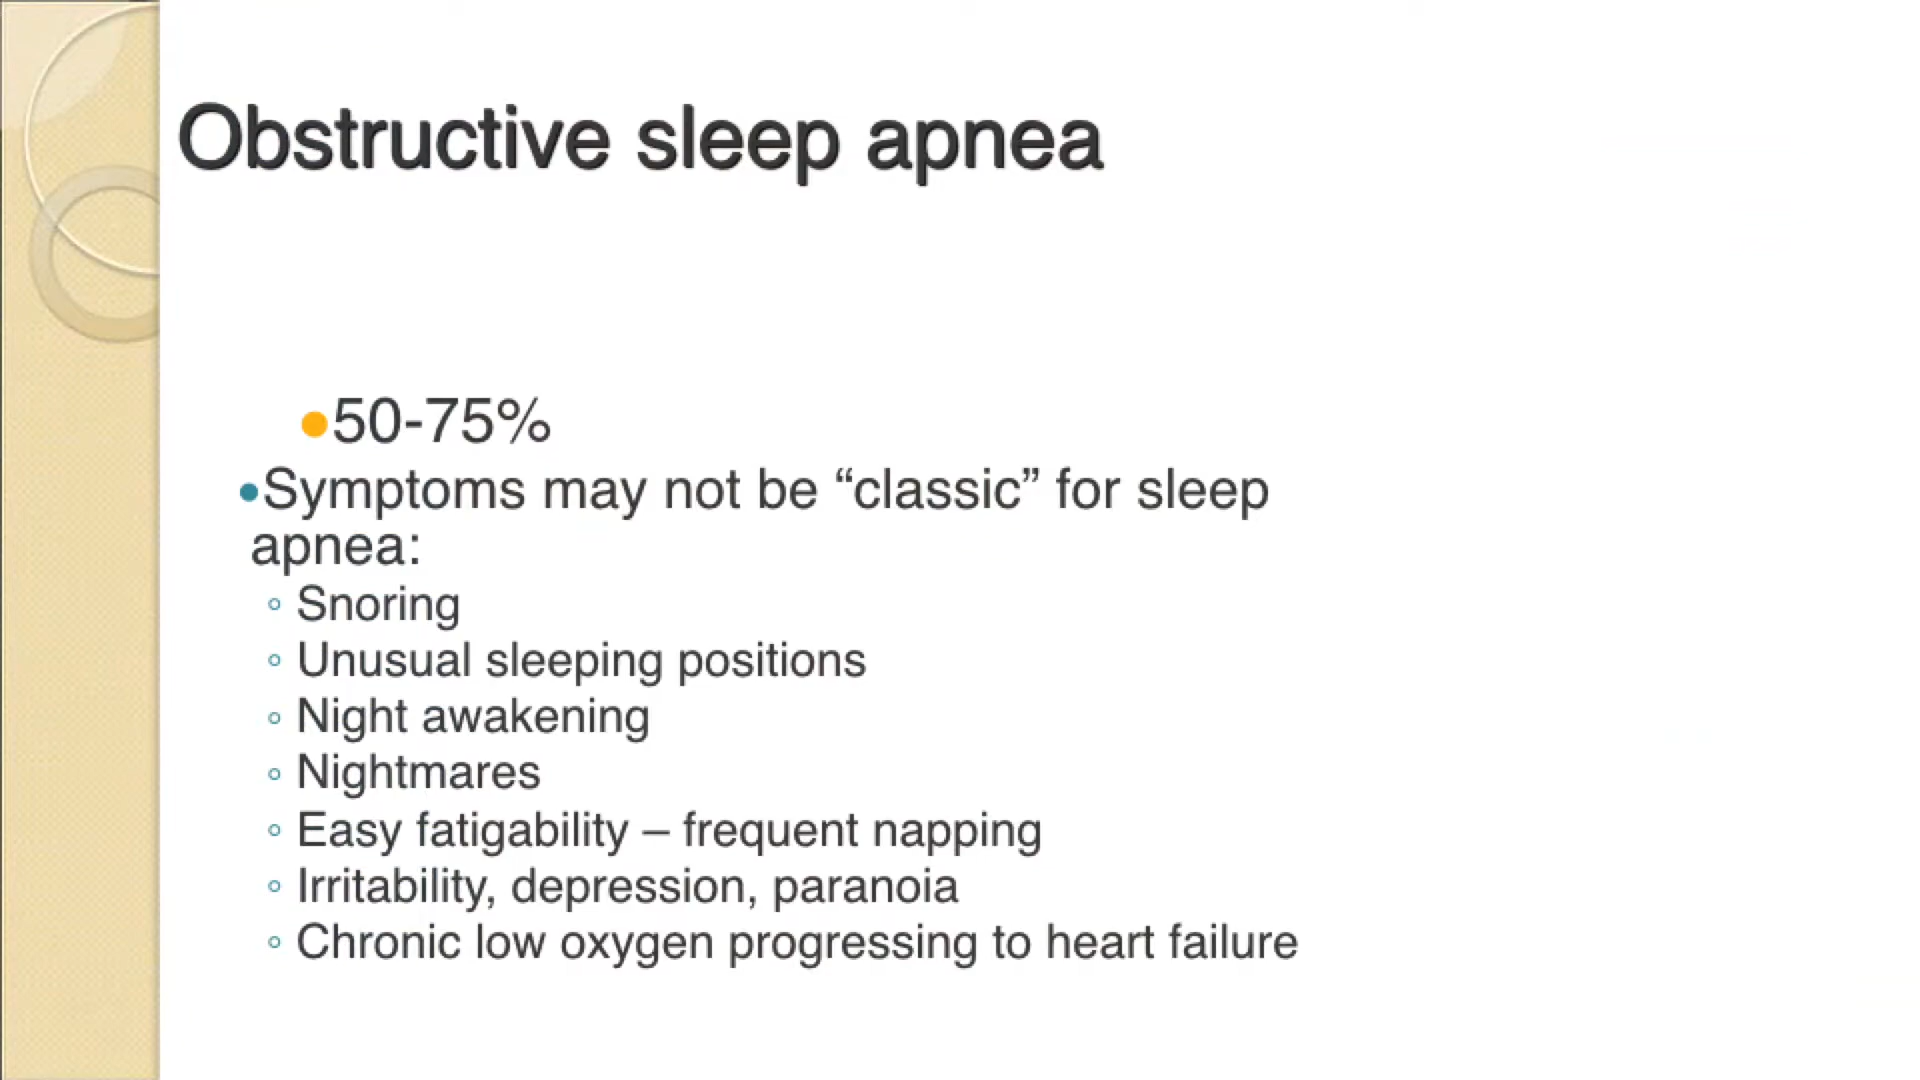 Obstructive sleep apnea
•50-75%
•Symptoms may not be “classic” for sleep
apnea:
◦ Snoring
◦ Unusual sleeping positions
◦ Night awakening
◦ Nightmares
◦ Easy fatigability – frequent napping
◦ Irritability, depression, paranoia
◦ Chronic low oxygen progressing to heart failure